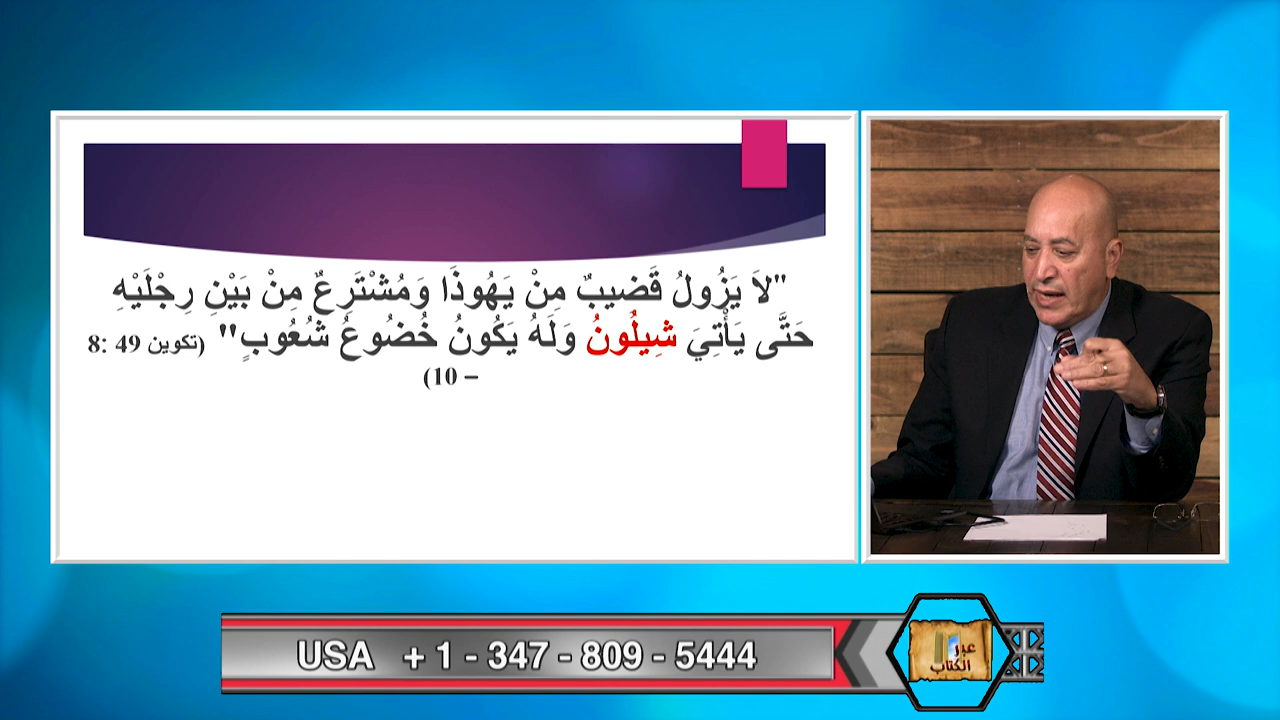 "لاَ يَزُولُ قَضِيبٌ مِنْ يَهُوذَا وَمُشْتَرِعٌ مِنْ بَيْنِ رِجْلَيْهِ
حَتَّى يَأْتِيَ شِيلُونُ وَلَهُ يَكُونُ خُضُوعُ شُعُوبٍ" (تكوين 49 :8
– 10)
USA + 1 - 347 - 809 - 5444
عبر
الكتاب